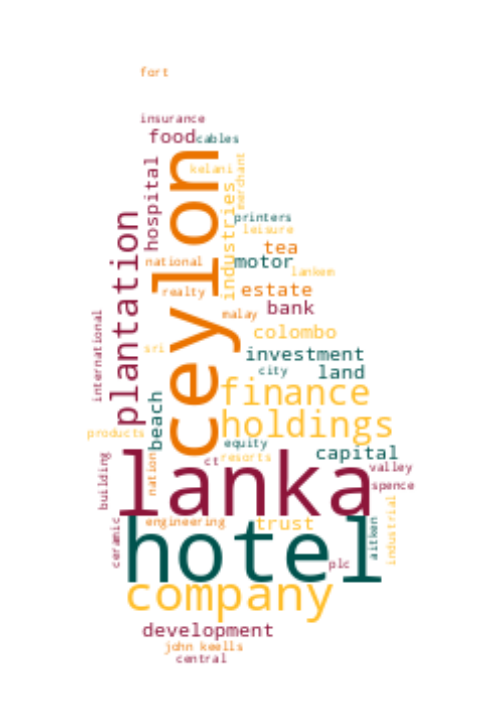 fort
insurance
food
cables
kelani
merchant
hospital
ceylon
industries
plantation
printers
leisure
tea
national
motor
lankem
realty
estate
bank
malay
international
colombo
sri
investment
city
land
finance
beach
holdings
products
equity
capital
lanka
nation
building
ct
resorts
valley
spence
industrial
ceramic
engineering
trust
aitken
hotel
plc
company
development
john keells
central